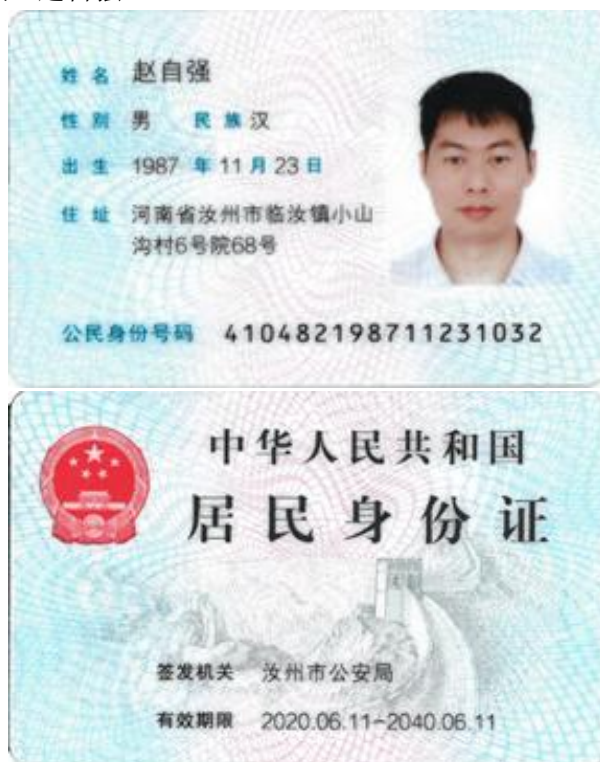 姓名 赵自强
性别 男 民族 汉
出生 1987 年 11 月 23 日
住址 河南省汝州市临汝镇小山
沟村6号院68号
公民身份号码 410482198711231032
中华人民共和国
居民身份证
签发机关 汝州市公安局
有效期限 2020.06.11-2040.06.11